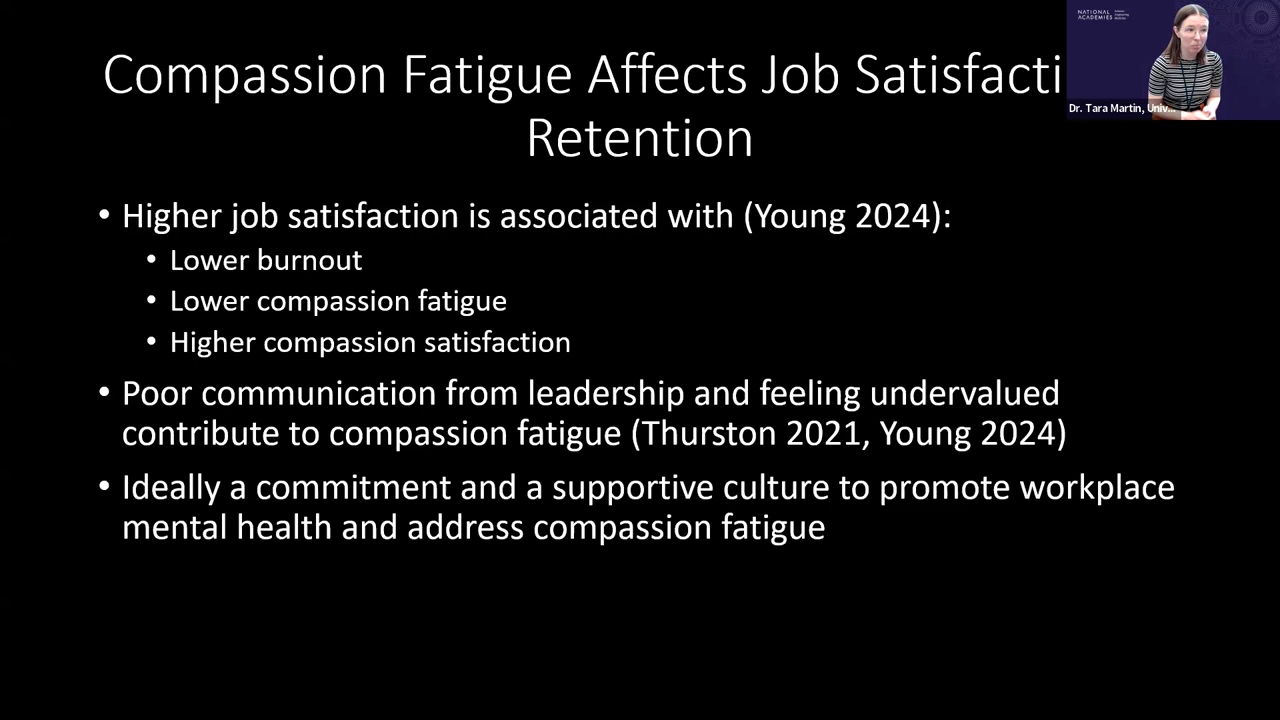 Compassion Fatigue Affects Job Satisfacti
Retention
NATIONAL
ACADEMIES
Sciences
Engineering
Medicine
Dr. Tara Martin, Univ...
• Higher job satisfaction is associated with (Young 2024):
• Lower burnout
• Lower compassion fatigue
• Higher compassion satisfaction
• Poor communication from leadership and feeling undervalued
contribute to compassion fatigue (Thurston 2021, Young 2024)
• Ideally a commitment and a supportive culture to promote workplace
mental health and address compassion fatigue